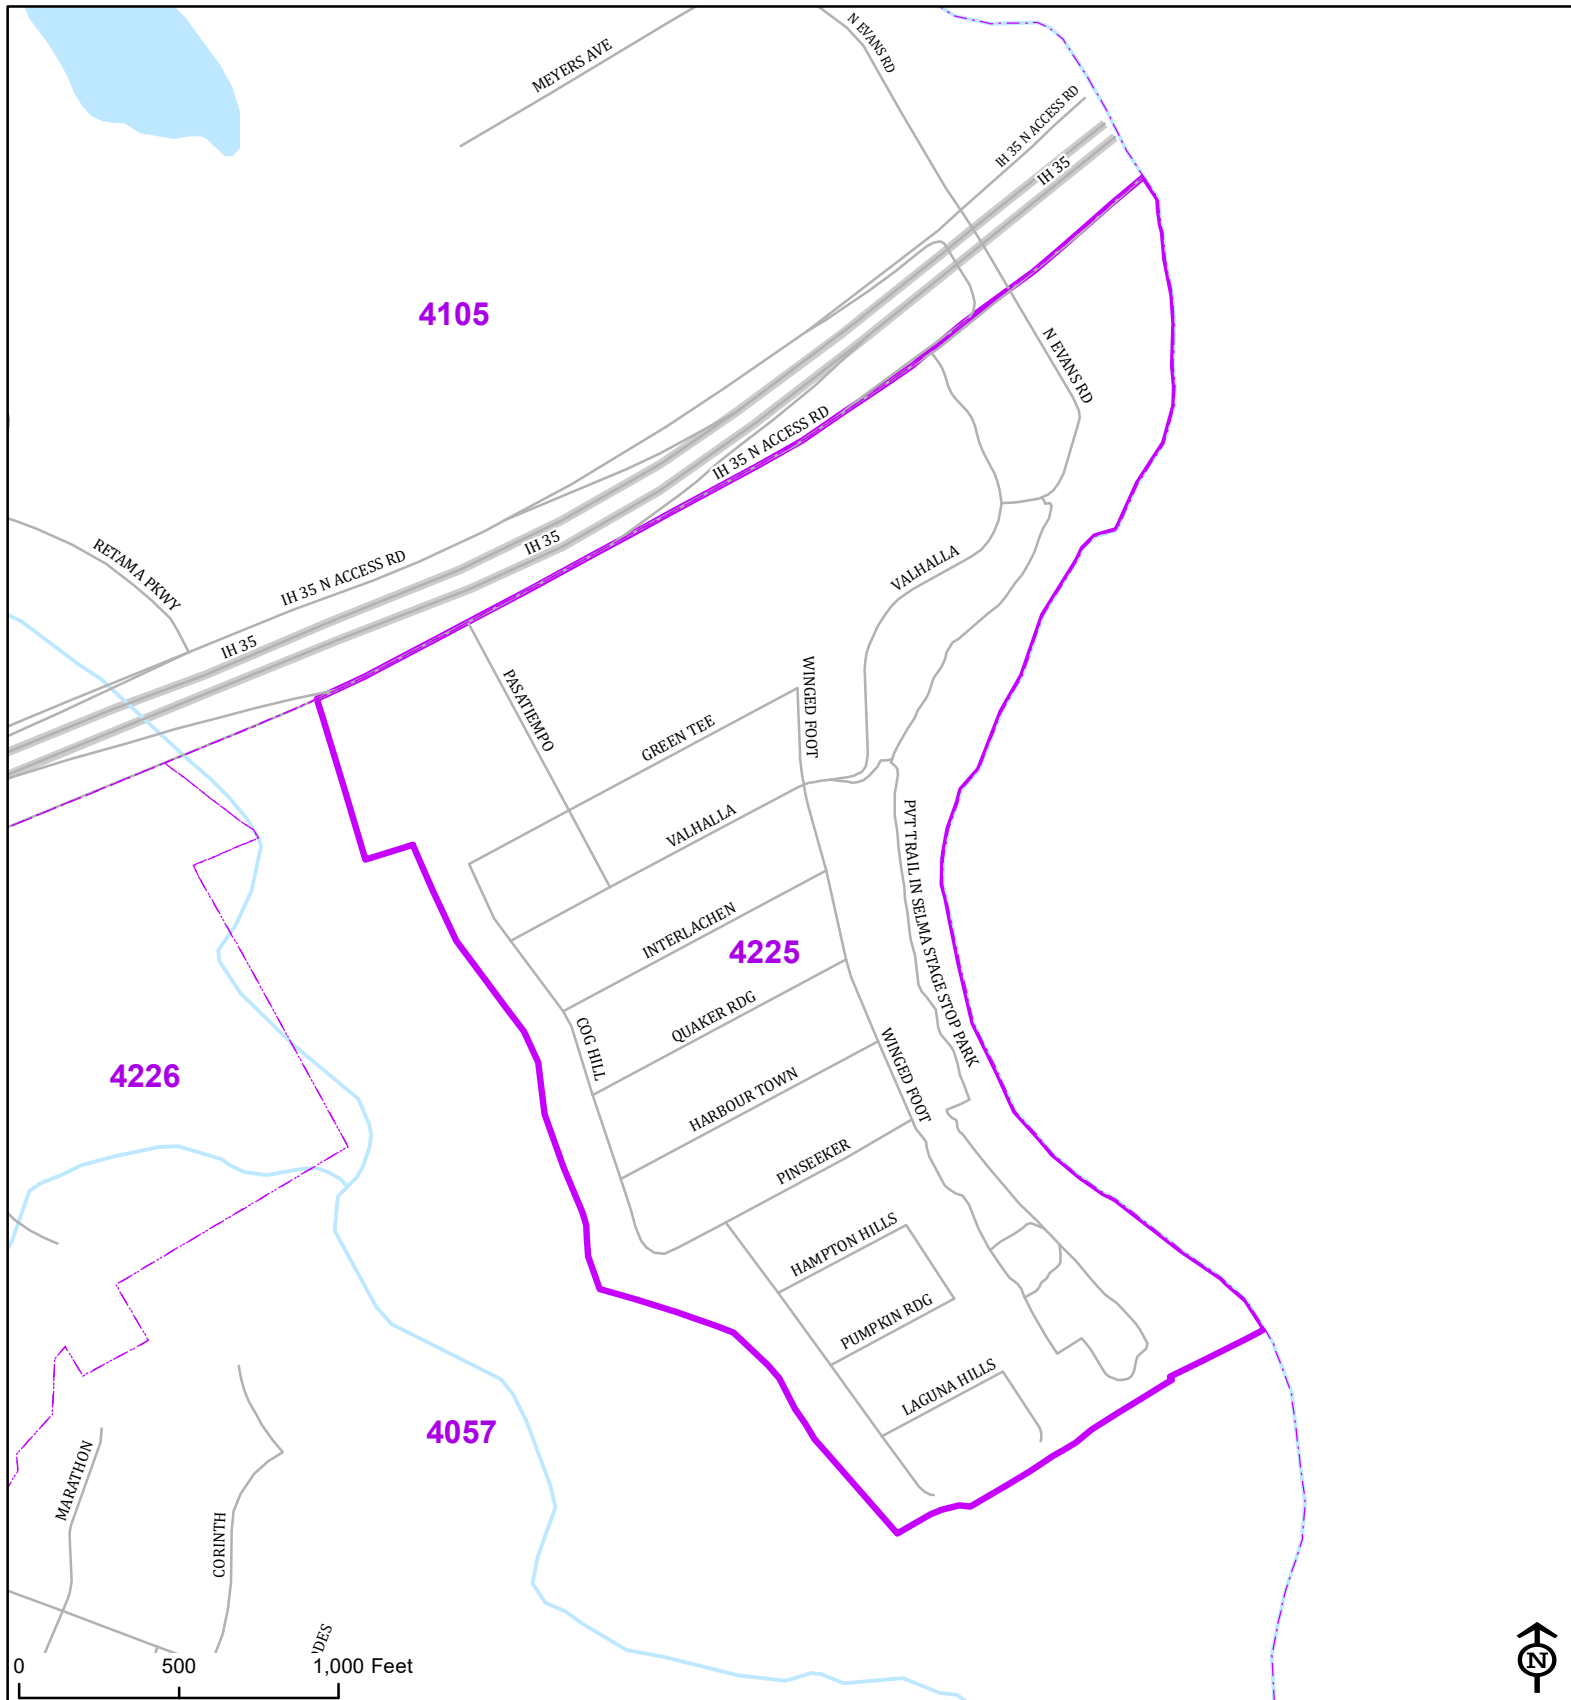 N EVANS RD
MEYERS AVE
IH 35 N ACCESS RD
IH 35
4105
N EVANS RD
IH 35 N ACCESS RD
IH 35
VALHALLA
RETAMA PKWY
IH 35 N ACCESS RD
IH 35
PASATIEMPO
WINGED FOOT
GREEN TEE
VALHALLA
PVT TRAIL IN SELMA STAGE STOP PARK
INTERLACHEN
4225
QUAKER RDG
COG HILL
WINGED FOOT
4226
HARBOUR TOWN
PINSEEKER
HAMPTON HILLS
PUMPKIN RDG
LAGUNA HILLS
4057
MARATHON
CORINTH
DES
0 500 1,000 Feet
N